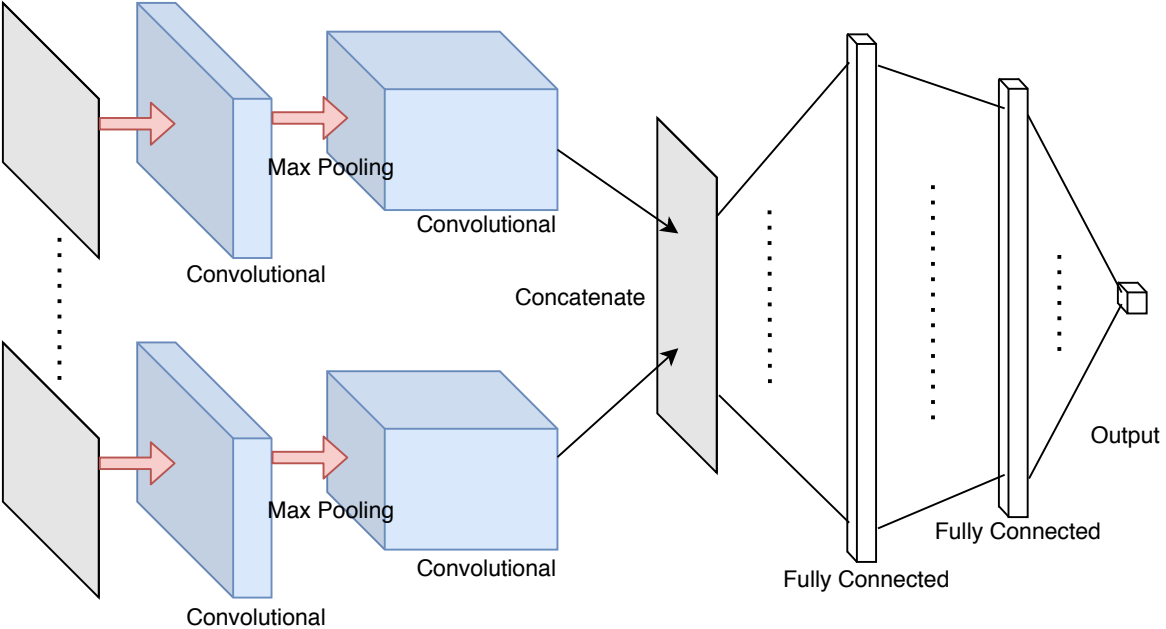 Max Pooling
Convolutional
Convolutional
Concatenate
Output
Max Pooling
Fully Connected
Convolutional
Fully Connected
Convolutional